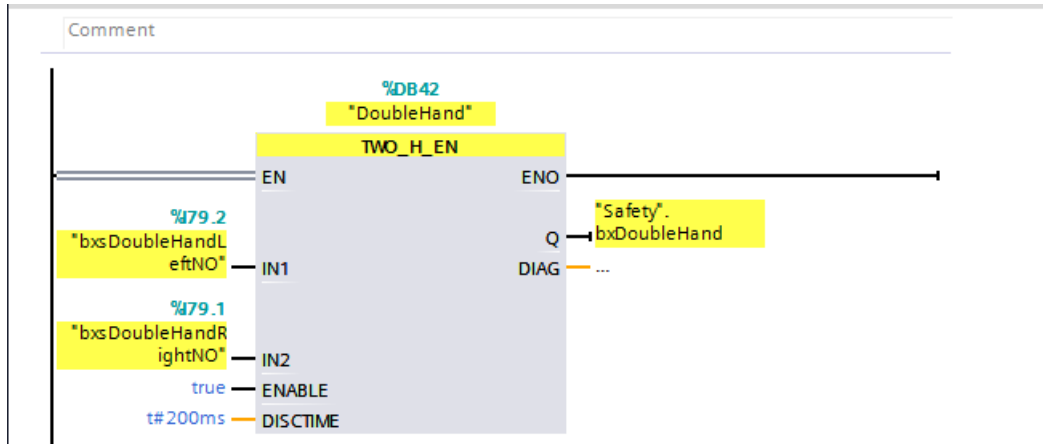 Comment
%DB42
"DoubleHand"
TWO_H_EN
EN
ENO
%I79.2
"bxsDoubleHandL
eftNO"
IN1
"Safety".
bxDoubleHand
Q
DIAG
...
%I79.1
"bxsDoubleHandR
ightNO"
IN2
true
ENABLE
t#200ms
DISCTIME